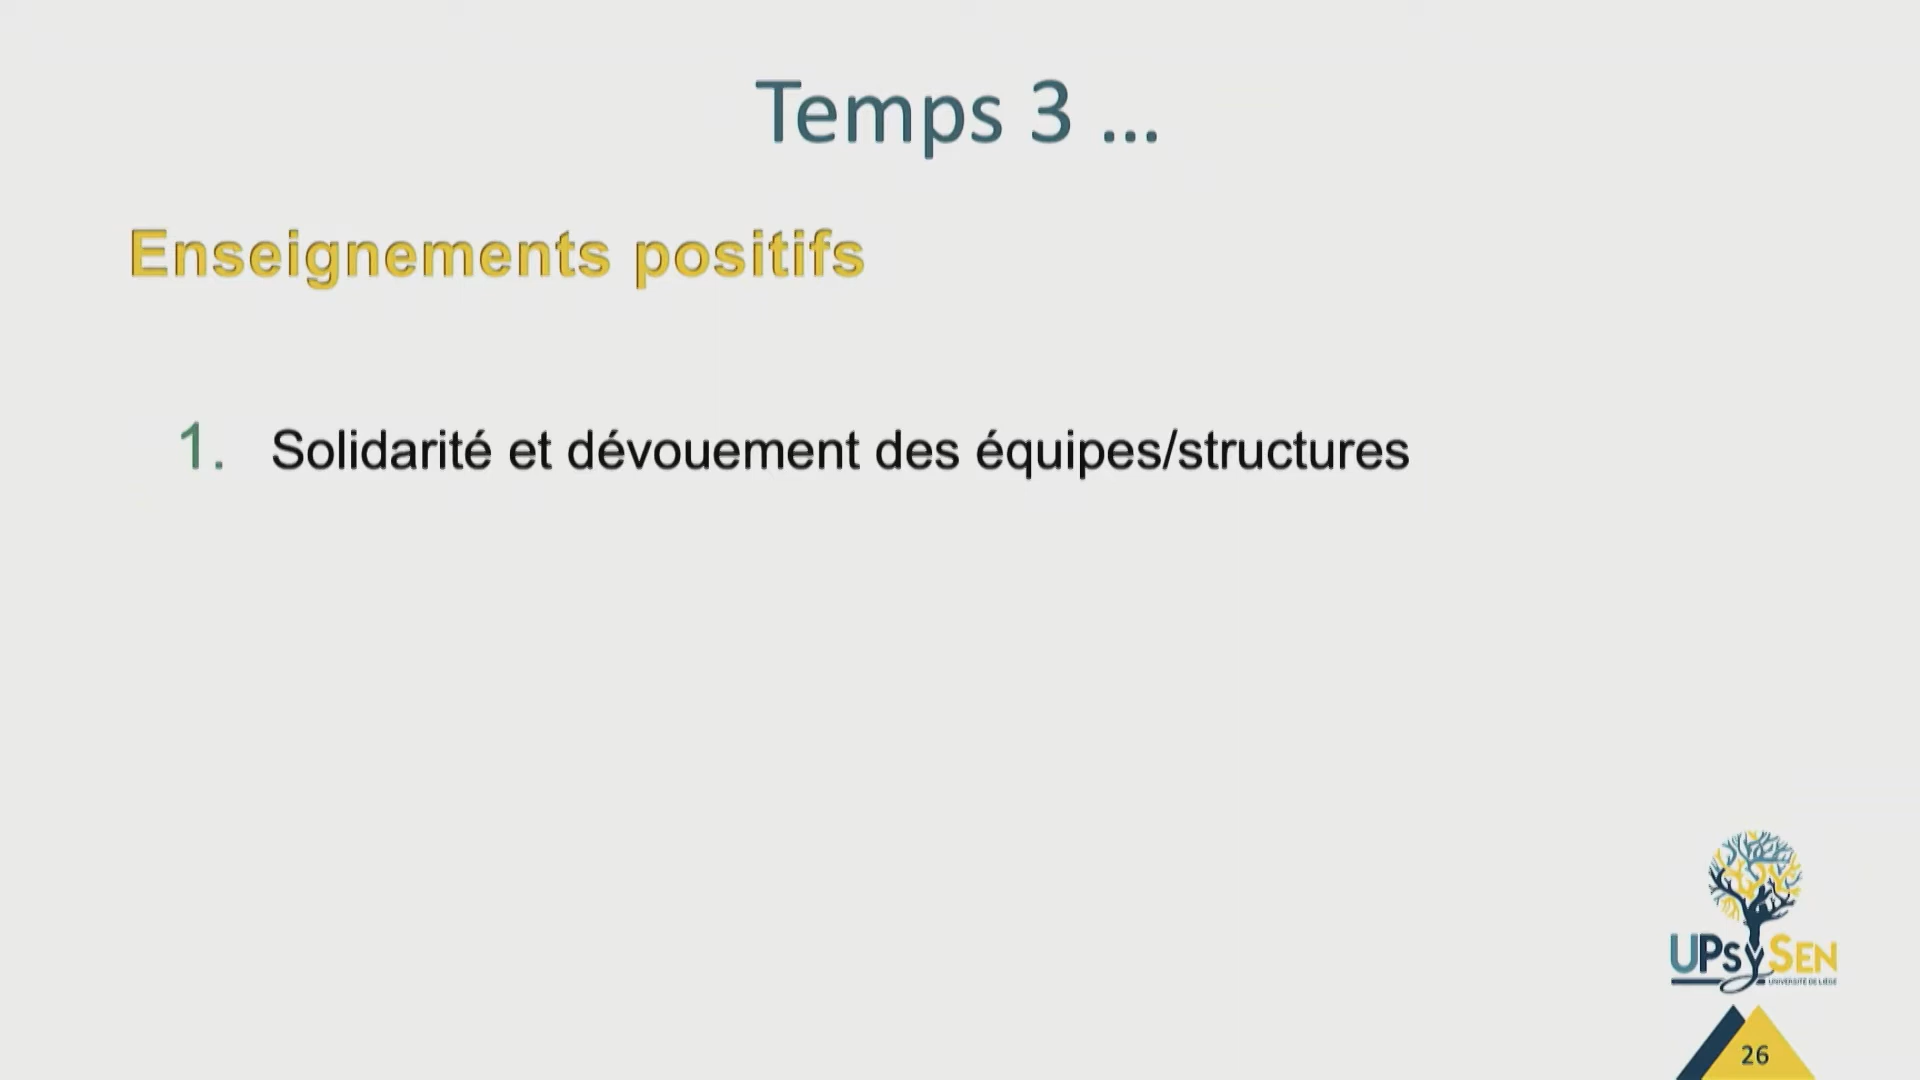 Temps 3 ...
Enseignements positifs
1. Solidarité et dévouement des équipes/structures
UPsySen
UNIVERSITÉ DE LIÈGE
26